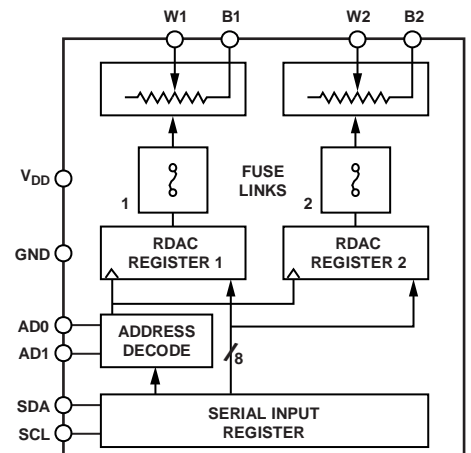 W1 B1 W2 B2
V_DD
1
FUSE
LINKS
2
GND
RDAC
REGISTER 1
RDAC
REGISTER 2
AD0
AD1
ADDRESS
DECODE
8
SDA
SCL
SERIAL INPUT
REGISTER